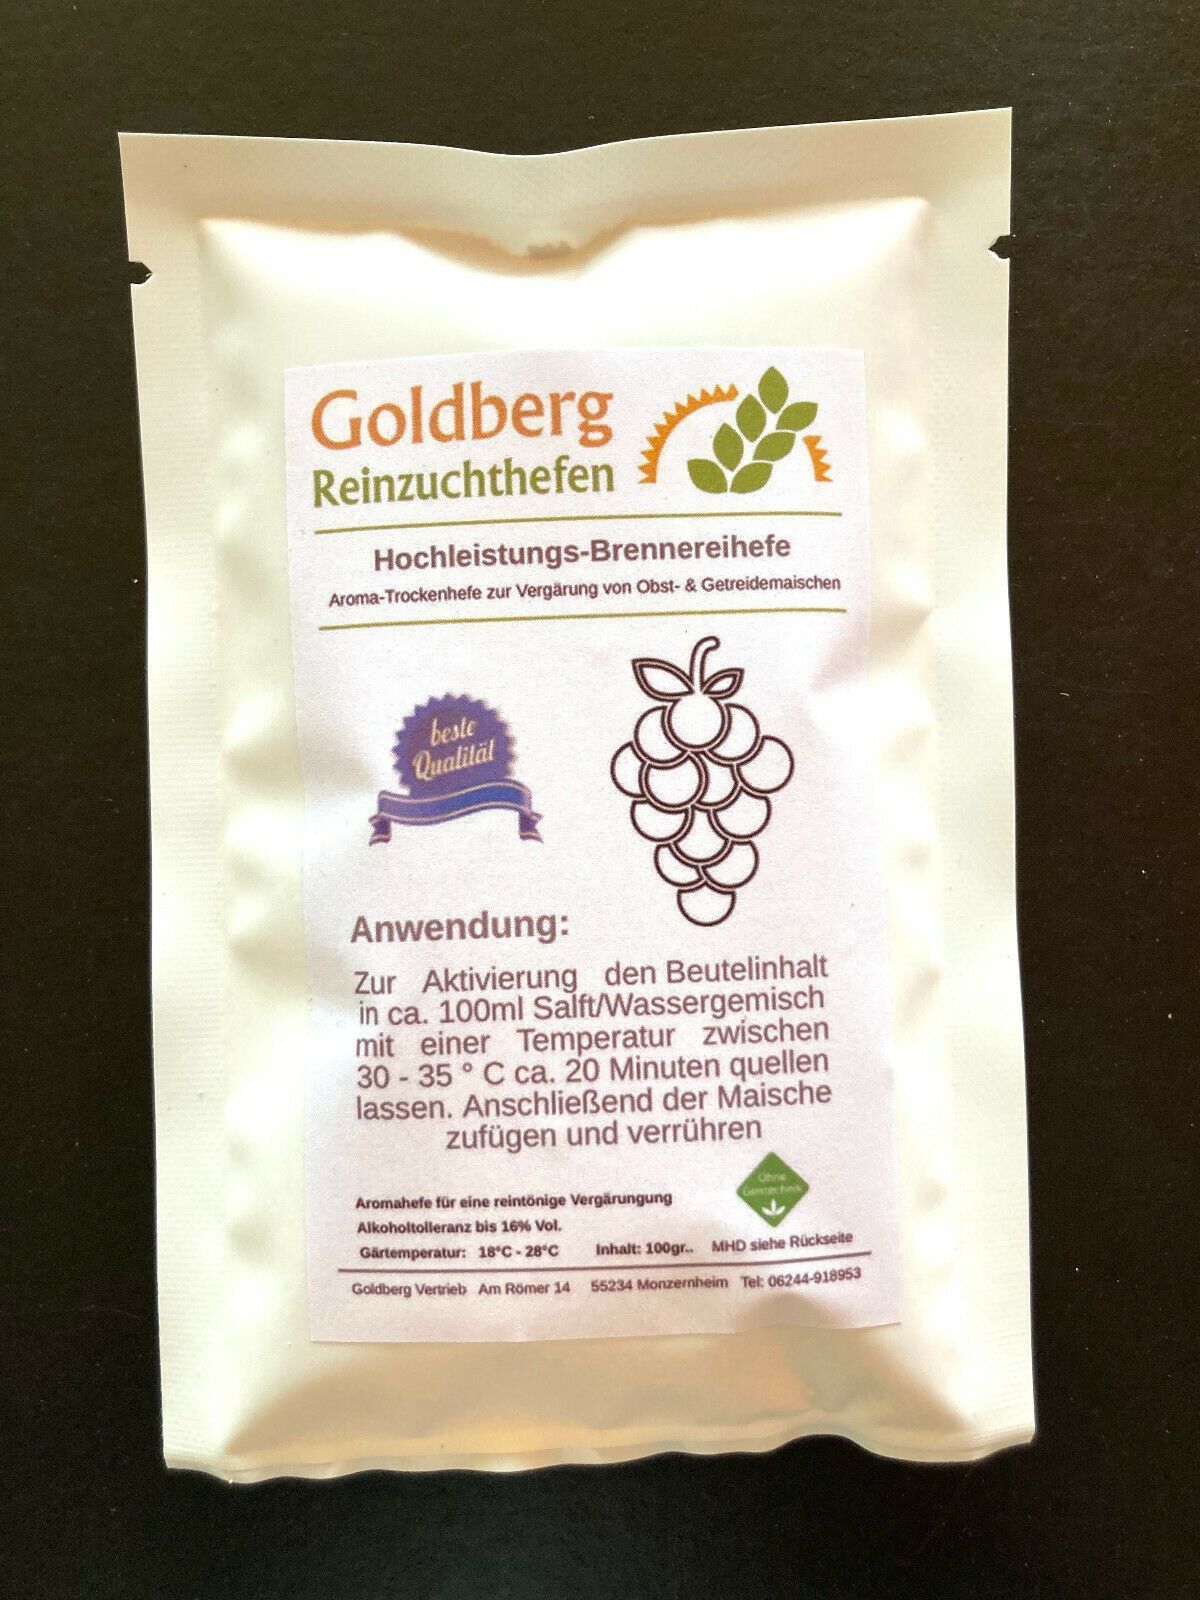 Goldberg
Reinzuchthefen
Hochleistungs-Brennereihefe
Aroma-Trockenhefe zur Vergärung von Obst- & Getreidemaischen
beste
Qualität
Anwendung:
Zur Aktivierung den Beutelinhalt
in ca. 100ml Salft/Wassergemisch
mit einer Temperatur zwischen
30 - 35 ° C ca. 20 Minuten quellen
lassen. Anschließend der Maische
zufügen und verrühren
Ohne
Gentechnik
Aromahefe für eine reintönige Vergärungung
Alkoholtolleranz bis 16% Vol.
Gärtemperatur: 18°C - 28°C Inhalt: 100gr.. MHD siehe Rückseite
Goldberg Vertrieb Am Römer 14 55234 Monzernheim Tel: 06244-918953